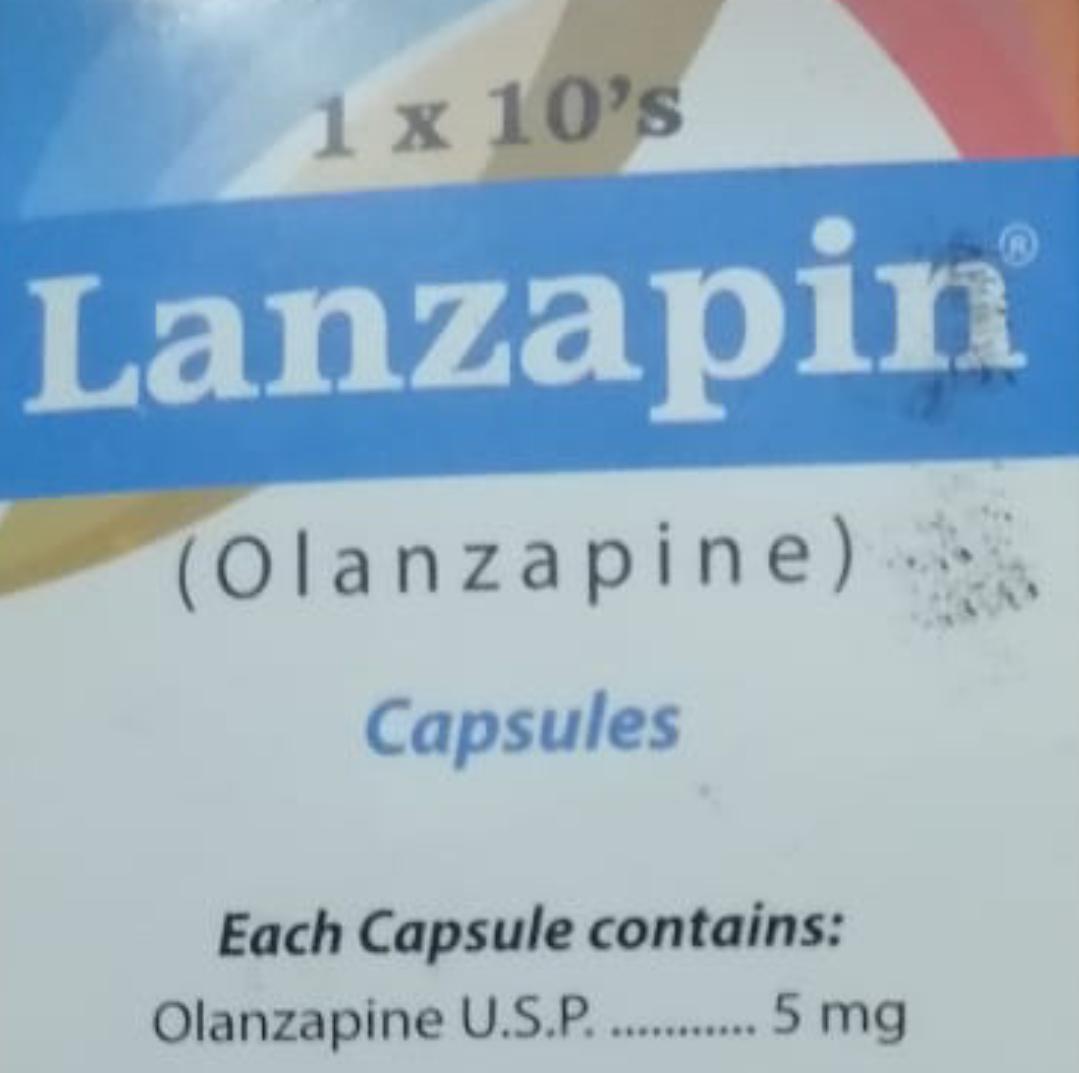 1 x 10's
Lanzapin®
(Olanzapine)
Capsules
Each Capsule contains:
Olanzapine U.S.P. ........... 5 mg